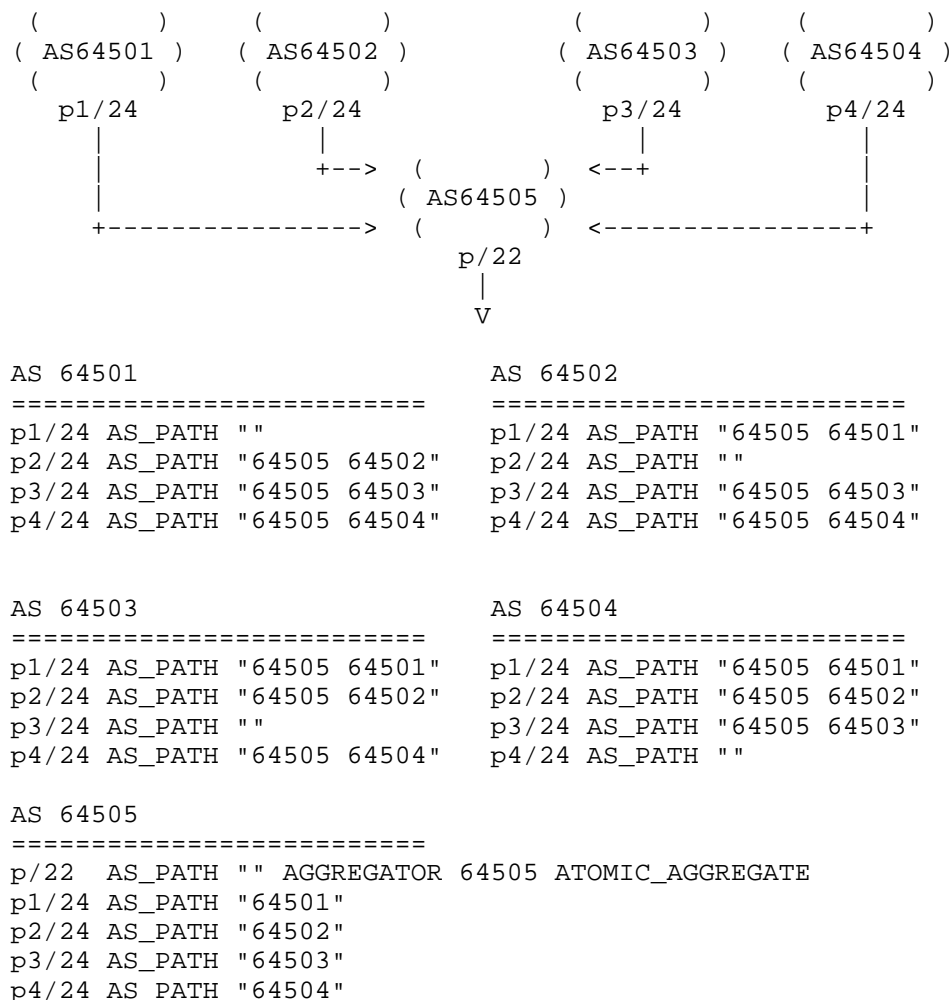 (       )     (       )            (       )     (       )
( AS64501 )   ( AS64502 )          ( AS64503 )   ( AS64504 )
(       )     (       )            (       )     (       )
p1/24         p2/24                p3/24         p4/24
|             |                    |             |
|             +-->  (       )  <--+             |
|                  ( AS64505 )                  |
+---------------->  (       )  <----------------+
p/22
|
V
AS 64501                      AS 64502
==========================    ==========================
p1/24 AS_PATH ""              p1/24 AS_PATH "64505 64501"
p2/24 AS_PATH "64505 64502"   p2/24 AS_PATH ""
p3/24 AS_PATH "64505 64503"   p3/24 AS_PATH "64505 64503"
p4/24 AS_PATH "64505 64504"   p4/24 AS_PATH "64505 64504"
AS 64503                      AS 64504
==========================    ==========================
p1/24 AS_PATH "64505 64501"   p1/24 AS_PATH "64505 64501"
p2/24 AS_PATH "64505 64502"   p2/24 AS_PATH "64505 64502"
p3/24 AS_PATH ""              p3/24 AS_PATH "64505 64503"
p4/24 AS_PATH "64505 64504"   p4/24 AS_PATH ""
AS 64505
==========================
p/22  AS_PATH "" AGGREGATOR 64505 ATOMIC_AGGREGATE
p1/24 AS_PATH "64501"
p2/24 AS_PATH "64502"
p3/24 AS_PATH "64503"
p4/24 AS_PATH "64504"